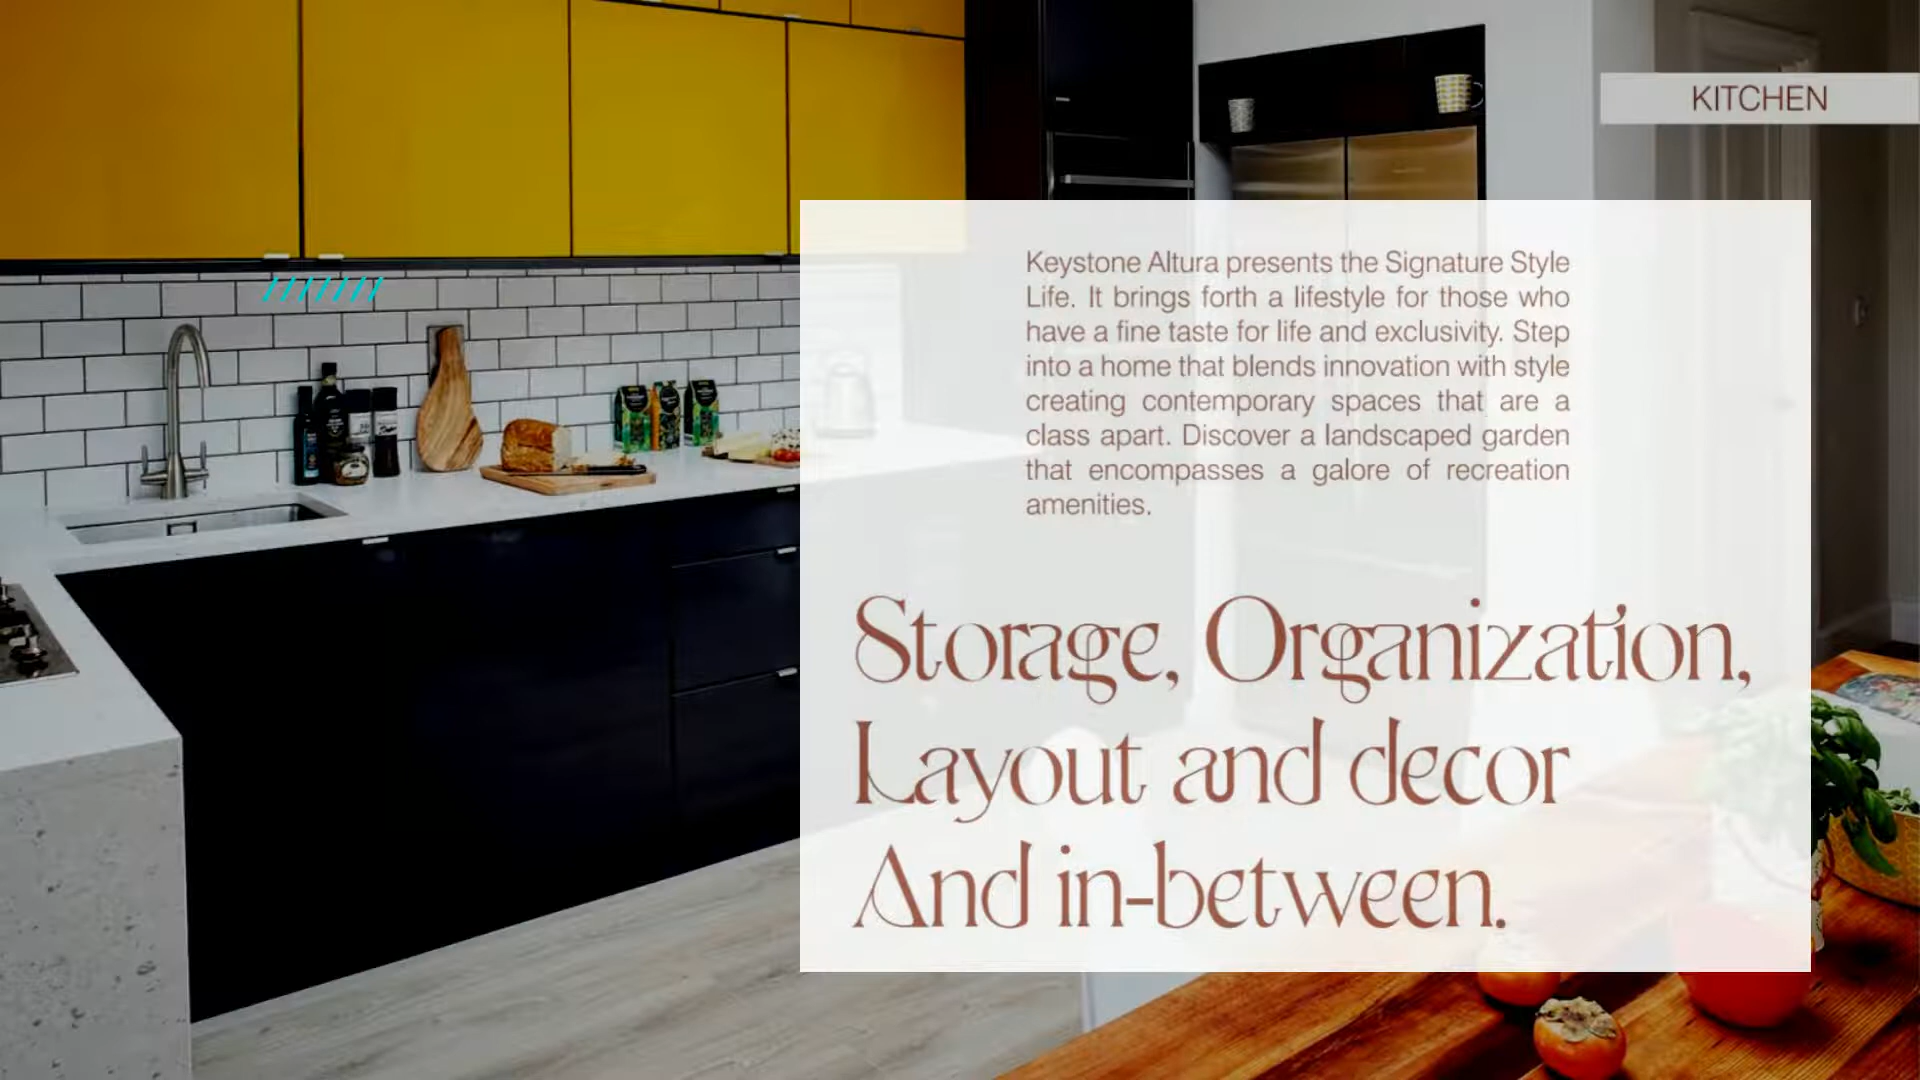 KITCHEN
Keystone Altura presents the Signature Style
Life. It brings forth a lifestyle for those who
have a fine taste for life and exclusivity. Step
into a home that blends innovation with style
creating contemporary spaces that are a
class apart. Discover a landscaped garden
that encompasses a galore of recreation
amenities.
Storage, Organization,
Layout and decor
And in-between.